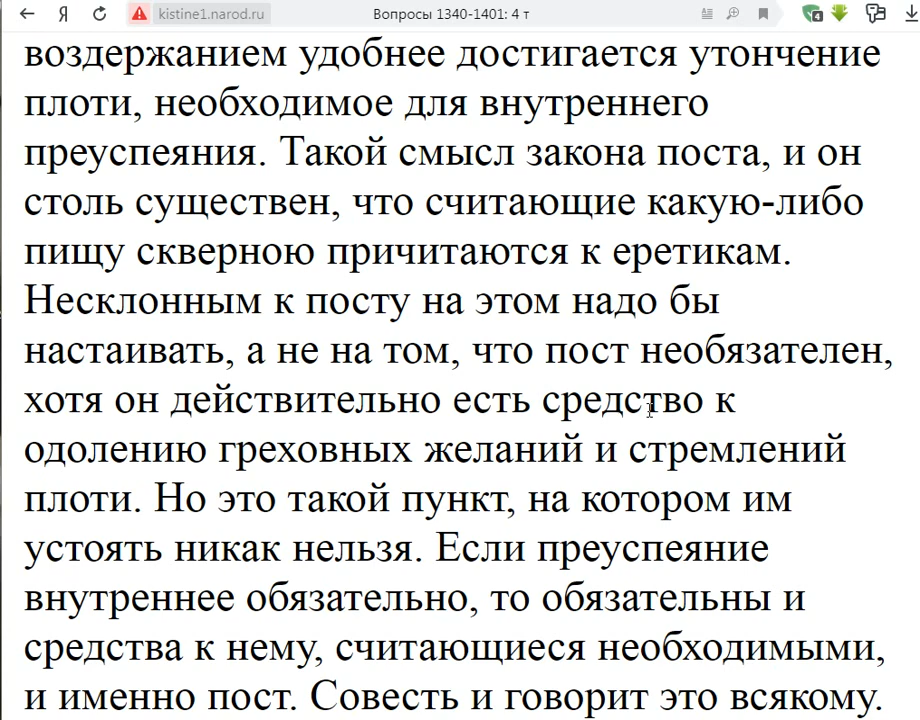 kistine1.narod.ru Вопросы 1340-1401: 4 т
воздержанием удобнее достигается утончение
плоти, необходимое для внутреннего
преуспеяния. Такой смысл закона поста, и он
столь существен, что считающие какую-либо
пищу скверною причитаются к еретикам.
Несклонным к посту на этом надо бы
настаивать, а не на том, что пост необязателен,
хотя он действительно есть средство к
одолению греховных желаний и стремлений
плоти. Но это такой пункт, на котором им
устоять никак нельзя. Если преуспеяние
внутреннее обязательно, то обязательны и
средства к нему, считающиеся необходимыми,
и именно пост. Совесть и говорит это всякому.